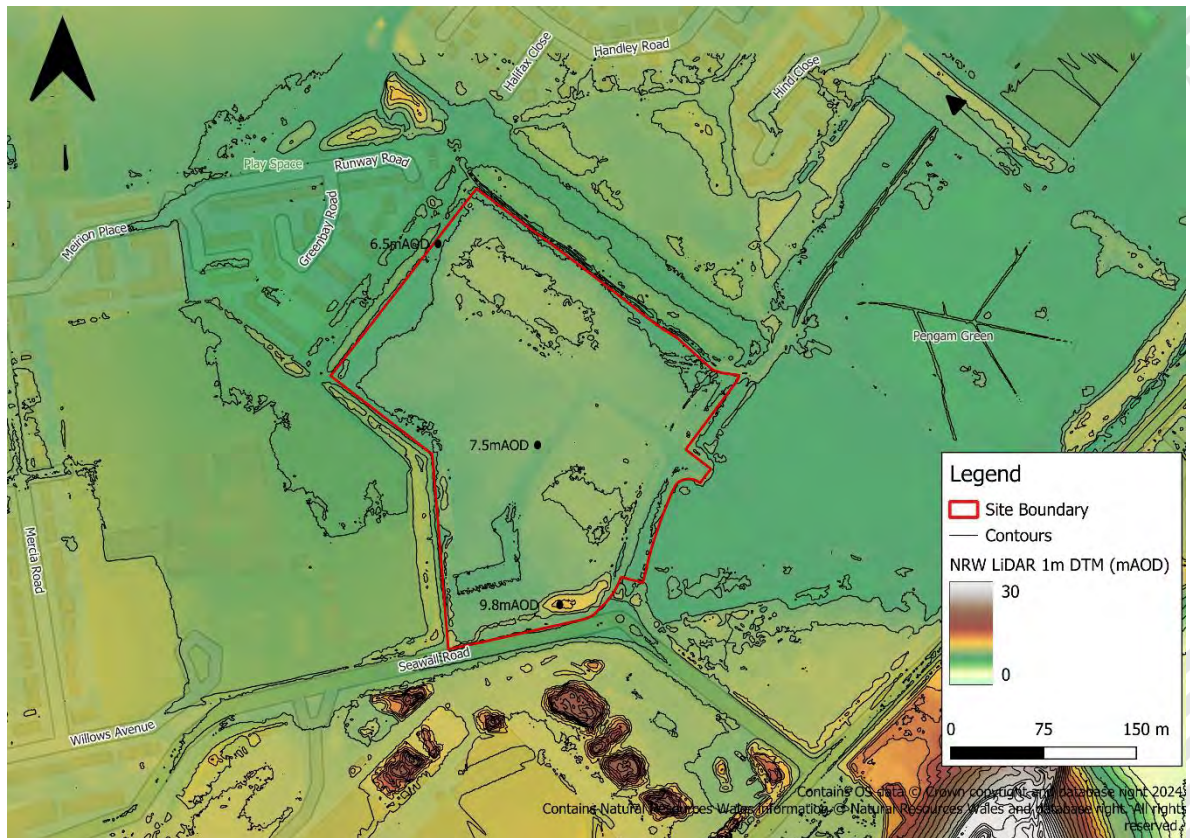 Halifax Close
Handley Road
Hind Close
Play Space
Runway Road
Meirion Place
Greenbay Road
6.5mAOD
Pengam Green
7.5mAOD
Mercia Road
9.8mAOD
Seawall Road
Willows Avenue
Legend
Site Boundary
Contours
NRW LiDAR 1m DTM (mAOD)
30
0
0 75 150 m
Contains OS data © Crown copyright and database right 2024
Contains Natural Resources Wales information © Natural Resources Wales and database right. All rights
reserved.